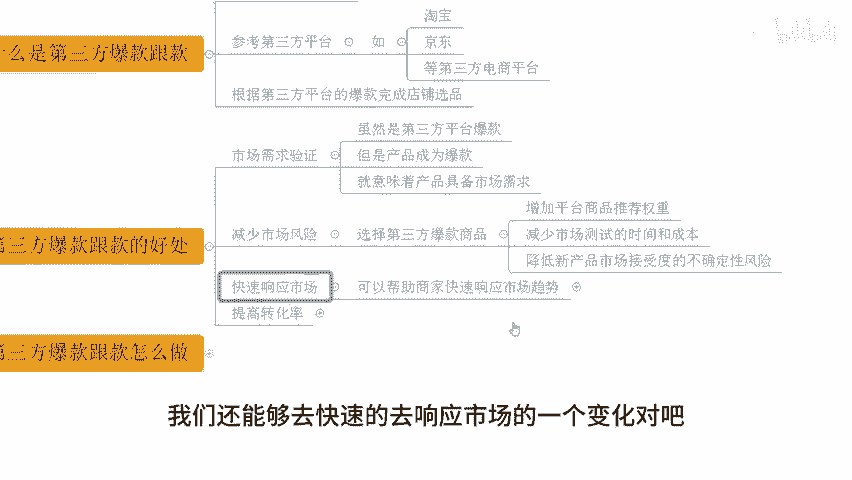 淘宝
参考第三方平台 如 京东
等第三方电商平台
么是第三方爆款跟款
根据第三方平台的爆款完成店铺选品
虽然是第三方平台爆款
市场需求验证 但是产品成为爆款
就意味着产品具备市场需求
增加平台商品推荐权重
第三方爆款跟款的好处
减少市场风险 选择第三方爆款商品 减少市场测试的时间和成本
降低新产品市场接受度的不确定性风险
快速响应市场 可以帮助商家快速响应市场趋势
提高转化率
第三方爆款跟款怎么做
我们还能够去快速的去响应市场的一个变化对吧